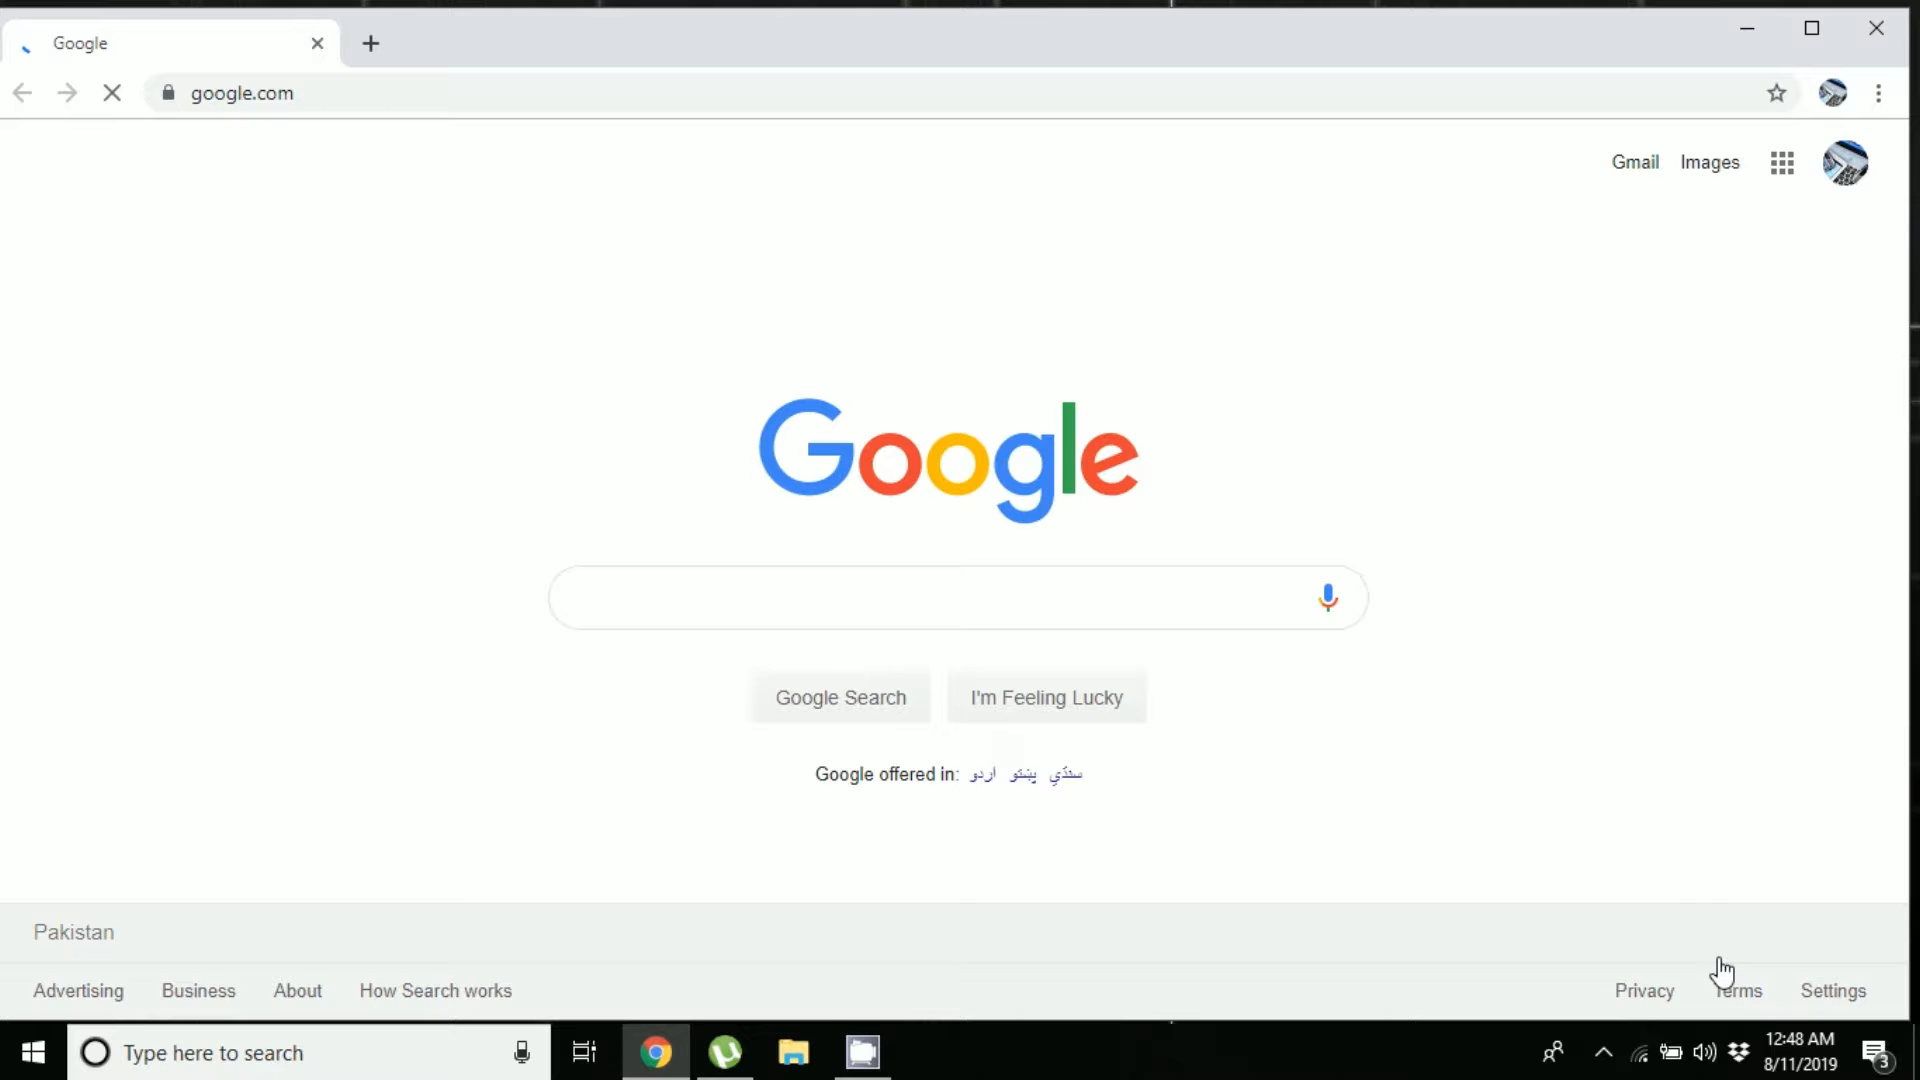 Google
google.com
Gmail Images
Google
Google Search I'm Feeling Lucky
Google offered in: اردو پښتو سنڌي
Pakistan
Advertising Business About How Search works Privacy Terms Settings
Type here to search
12:48 AM
8/11/2019
3